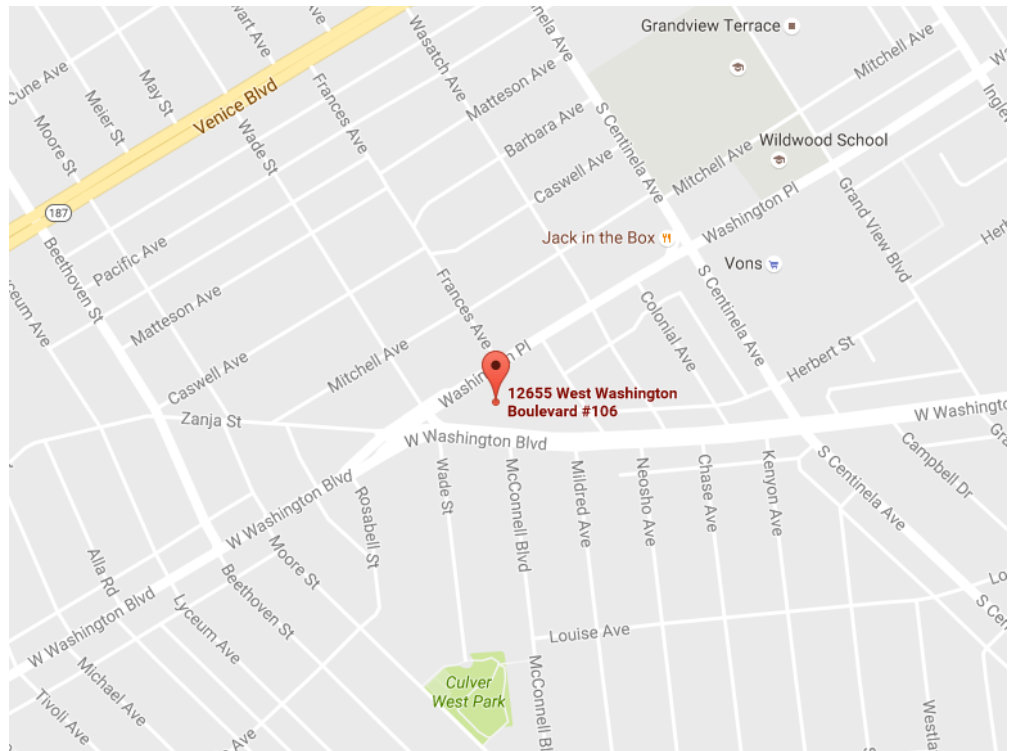 Grandview Terrace
Wasatch Ave
Frances Ave
Mitchell Ave
Cune Ave
May St
Meier St
Moore St
Venice Blvd
Wade St
Matteson Ave
Barbara Ave
Caswell Ave
S Centinela Ave
Mitchell Ave
Wildwood School
187
Washington Pl
Grand View Blvd
Jack in the Box
Vons
Beethoven St
Pacific Ave
Matteson Ave
Frances Ave
Colonial Ave
S Centinela Ave
Caswell Ave
Mitchell Ave
Herbert St
12655 West Washington
Boulevard #106
Zanja St
W Washington Blvd
W Washington Blvd
Rosabell St
Wade St
McConnell Blvd
Mildred Ave
Neosho Ave
Chase Ave
Kenyon Ave
S Centinela Ave
Campbell Dr
Alla Rd
Moore St
Beethoven St
Lyceum Ave
W Washington Blvd
Louise Ave
Michael Ave
Tivoli Ave
Culver
West Park
McConnell Blvd